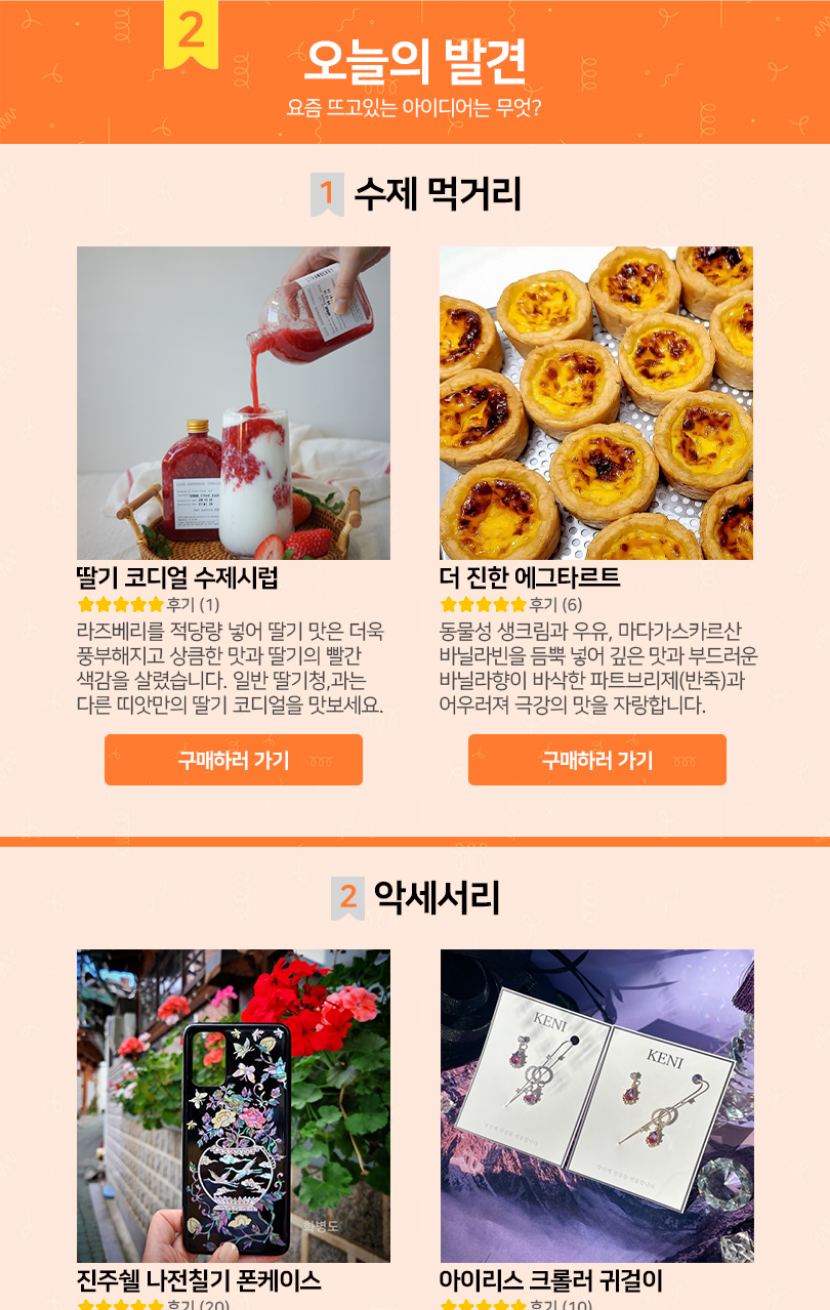 2
오늘의 발견
요즘 뜨고있는 아이디어는 무엇?
1 수제 먹거리
딸기 코디얼 수제시럽
후기 (1)
라즈베리를 적당량 넣어 딸기 맛은 더욱
풍부해지고 상큼한 맛과 딸기의 빨간
색감을 살렸습니다. 일반 딸기청,과는
다른 띠앗만의 딸기 코디얼을 맛보세요.
구매하러 가기
더 진한 에그타르트
후기 (6)
동물성 생크림과 우유, 마다가스카르산
바닐라빈을 듬뿍 넣어 깊은 맛과 부드러운
바닐라향이 바삭한 파트브리제(반죽)과
어우러져 극강의 맛을 자랑합니다.
구매하러 가기
2 악세서리
화병도
진주쉘 나전칠기 폰케이스
후기 (20)
KENI
KENI
아이리스 크롤러 귀걸이
후기 (10)